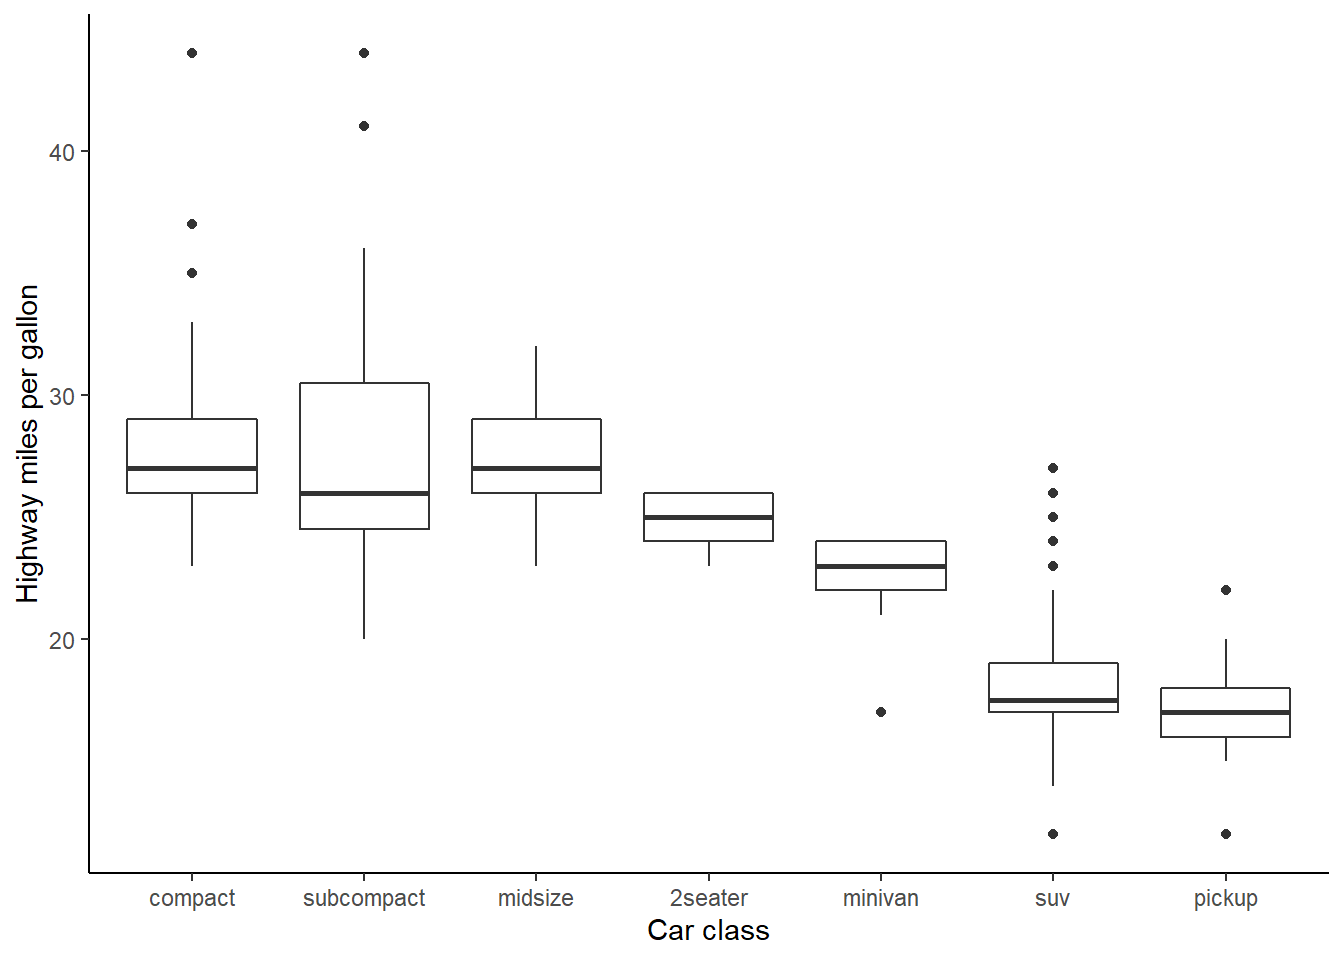 Highway miles per gallon
40
30
20
compact subcompact midsize 2seater minivan suv pickup
Car class